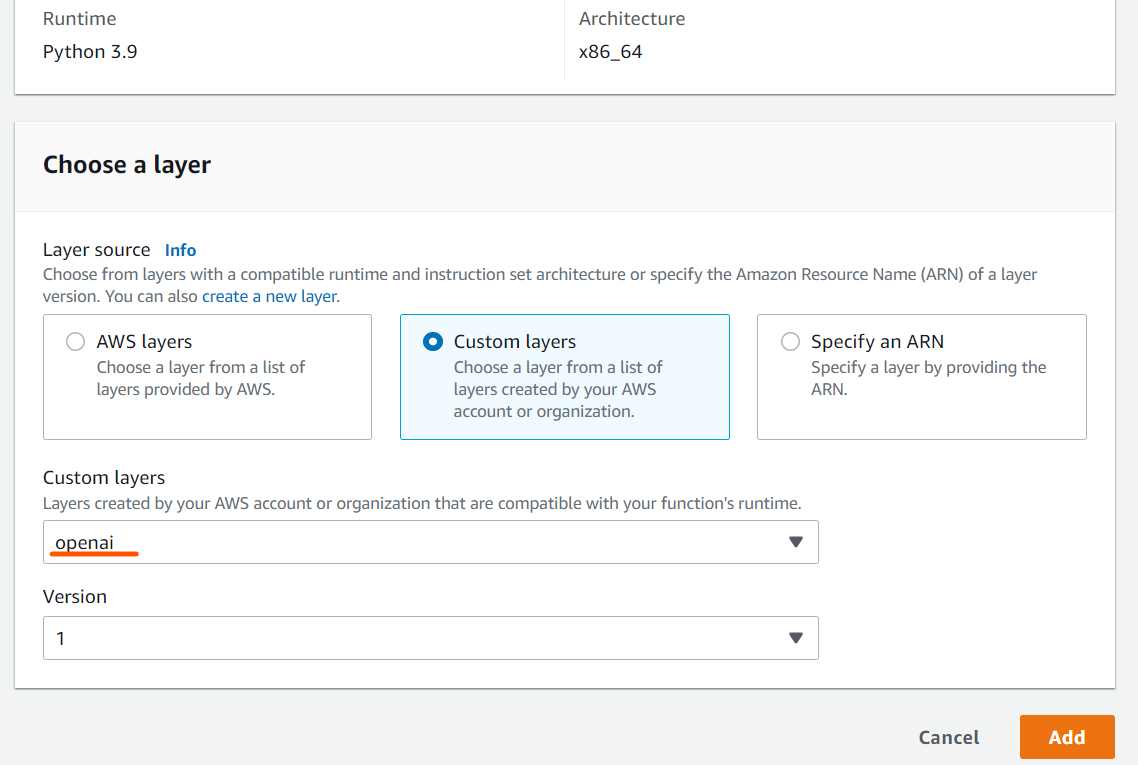 Runtime
Python 3.9
Architecture
x86_64
Choose a layer
Layer source Info
Choose from layers with a compatible runtime and instruction set architecture or specify the Amazon Resource Name (ARN) of a layer
version. You can also create a new layer.
AWS layers
Choose a layer from a list of
layers provided by AWS.
Custom layers
Choose a layer from a list of
layers created by your AWS
account or organization.
Specify an ARN
Specify a layer by providing the
ARN.
Custom layers
Layers created by your AWS account or organization that are compatible with your function's runtime.
openai
Version
1
Cancel
Add